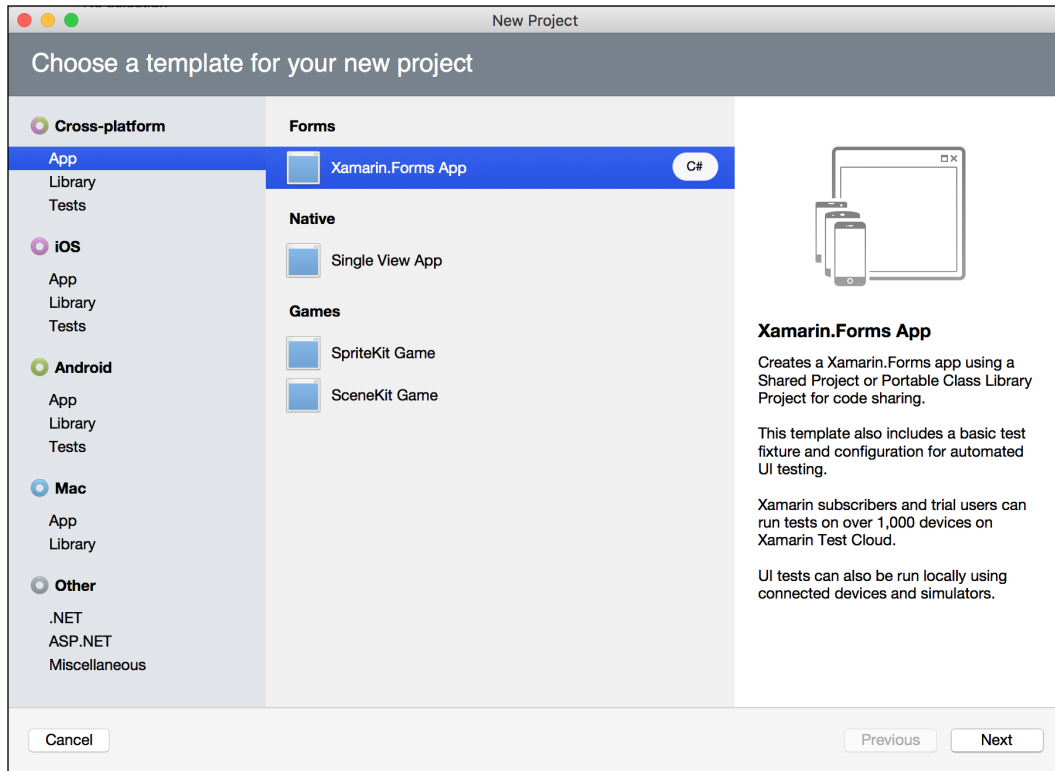 New Project
Choose a template for your new project
Cross-platform
App
Library
Tests
iOS
App
Library
Tests
Android
App
Library
Tests
Mac
App
Library
Other
.NET
ASP.NET
Miscellaneous
Forms
Xamarin.Forms App
C#
Native
Single View App
Games
SpriteKit Game
SceneKit Game
Xamarin.Forms App
Creates a Xamarin.Forms app using a
Shared Project or Portable Class Library
Project for code sharing.
This template also includes a basic test
fixture and configuration for automated
UI testing.
Xamarin subscribers and trial users can
run tests on over 1,000 devices on
Xamarin Test Cloud.
UI tests can also be run locally using
connected devices and simulators.
Cancel
Previous
Next